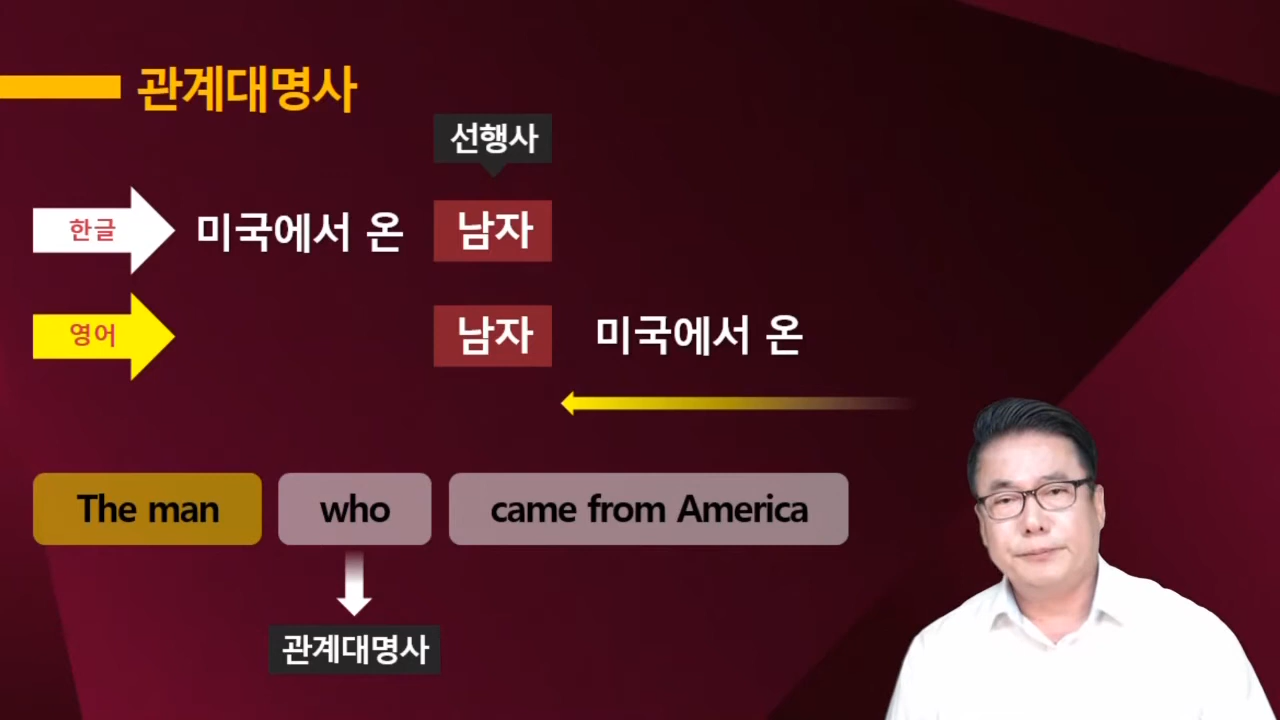 관계대명사
선행사
한글 미국에서 온 남자
영어 남자 미국에서 온
The man who came from America
관계대명사